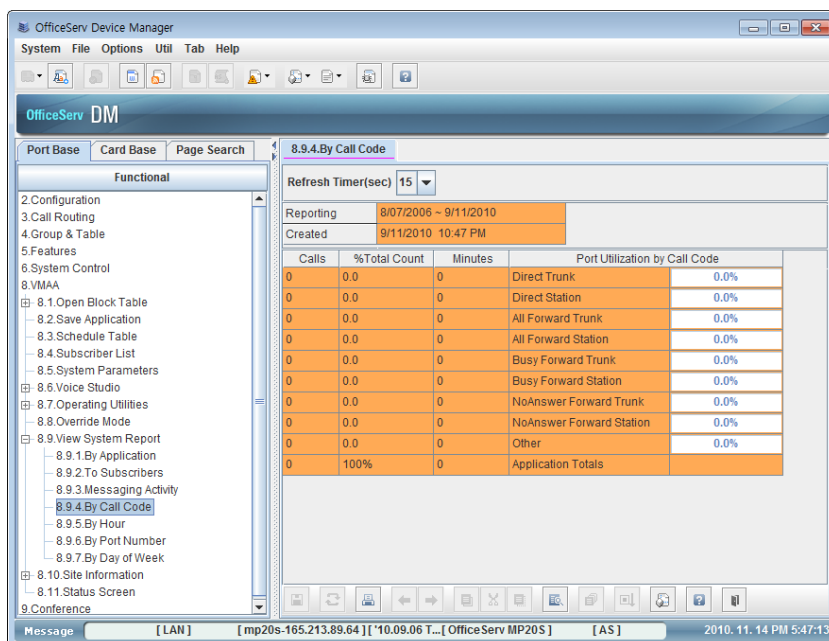 OfficeServ Device Manager
System File Options Util Tab Help
OfficeServ DM
Port Base Card Base Page Search
Functional
2.Configuration
3.Call Routing
4.Group & Table
5.Features
6.System Control
8.VMAA
8.1.Open Block Table
8.2.Save Application
8.3.Schedule Table
8.4.Subscriber List
8.5.System Parameters
8.6.Voice Studio
8.7.Operating Utilities
8.8.Override Mode
8.9.View System Report
8.9.1.By Application
8.9.2.To Subscribers
8.9.3.Messaging Activity
8.9.4.By Call Code
8.9.5.By Hour
8.9.6.By Port Number
8.9.7.By Day of Week
8.10.Site Information
8.11.Status Screen
9.Conference
8.9.4.By Call Code
Refresh Timer(sec) 15
Reporting 8/07/2006 ~ 9/11/2010
Created 9/11/2010 10:47 PM
Calls %Total Count Minutes Port Utilization by Call Code
0 0.0 0 Direct Trunk 0.0%
0 0.0 0 Direct Station 0.0%
0 0.0 0 All Forward Trunk 0.0%
0 0.0 0 All Forward Station 0.0%
0 0.0 0 Busy Forward Trunk 0.0%
0 0.0 0 Busy Forward Station 0.0%
0 0.0 0 NoAnswer Forward Trunk 0.0%
0 0.0 0 NoAnswer Forward Station 0.0%
0 0.0 0 Other 0.0%
0 100% 0 Application Totals
Message [ LAN ] [ mp20s-165.213.89.64 ] [ '10.09.06 T...[ OfficeServ MP20S ] [ AS ] 2010. 11. 14 PM 5:47:13